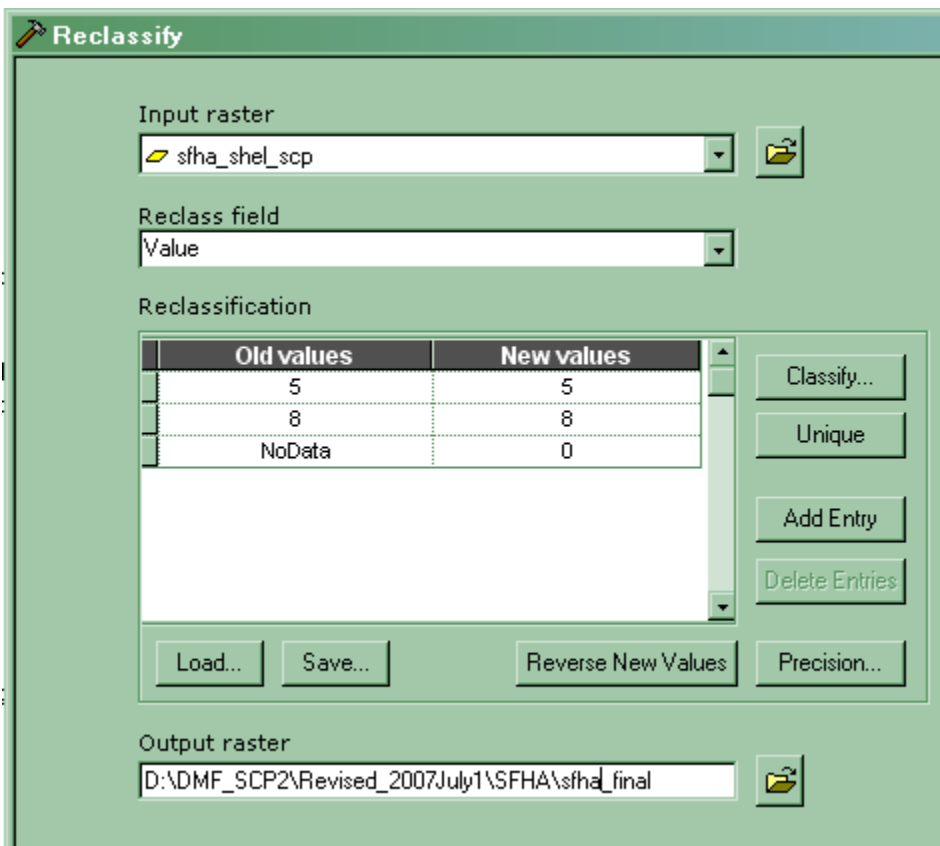 Reclassify
Input raster
sfha_shel_scp
Reclass field
Value
Reclassification
Old values New values
5 5
8 8
NoData 0
Classify...
Unique
Add Entry
Delete Entries
Load... Save... Reverse New Values Precision...
Output raster
D:\DMF_SCP2\Revised_2007July1\SFHA\sfha_final